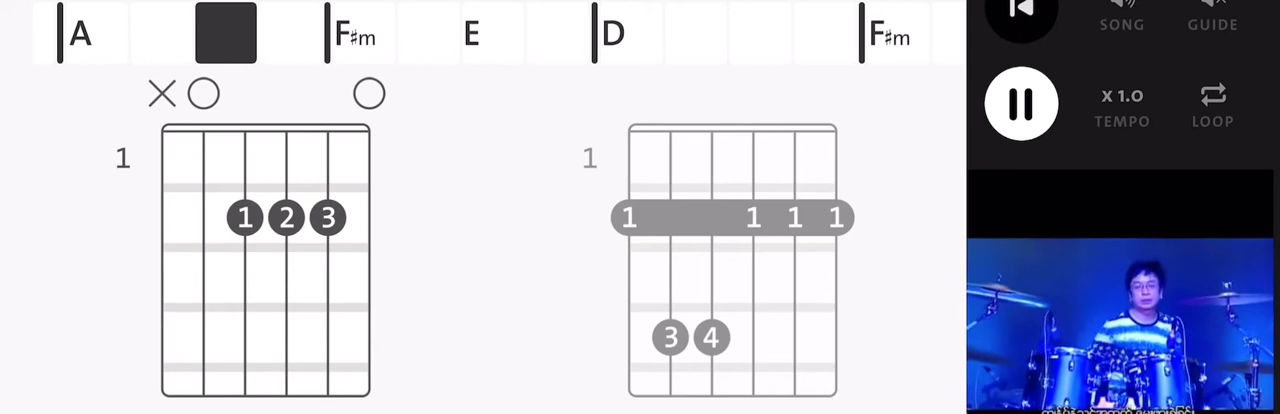 A F♯m E D F♯m
SONG GUIDE
1 1
1 2 3 1 1 1 1
X 1.0
TEMPO LOOP
3 4